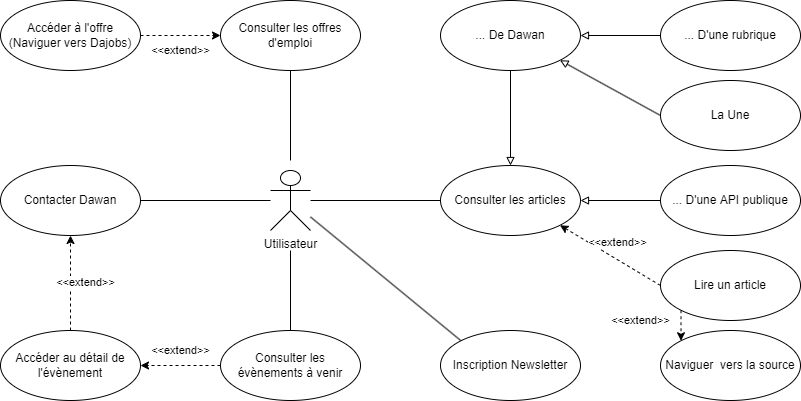 Accéder à l'offre
(Naviguer vers Dajobs)
<<extend>>
Consulter les offres
d'emploi
... De Dawan
... D'une rubrique
La Une
Contacter Dawan
Utilisateur
Consulter les articles
... D'une API publique
<<extend>>
<<extend>>
Lire un article
<<extend>>
Accéder au détail de
l'évènement
<<extend>>
Consulter les
évènements à venir
Inscription Newsletter
Naviguer  vers la source